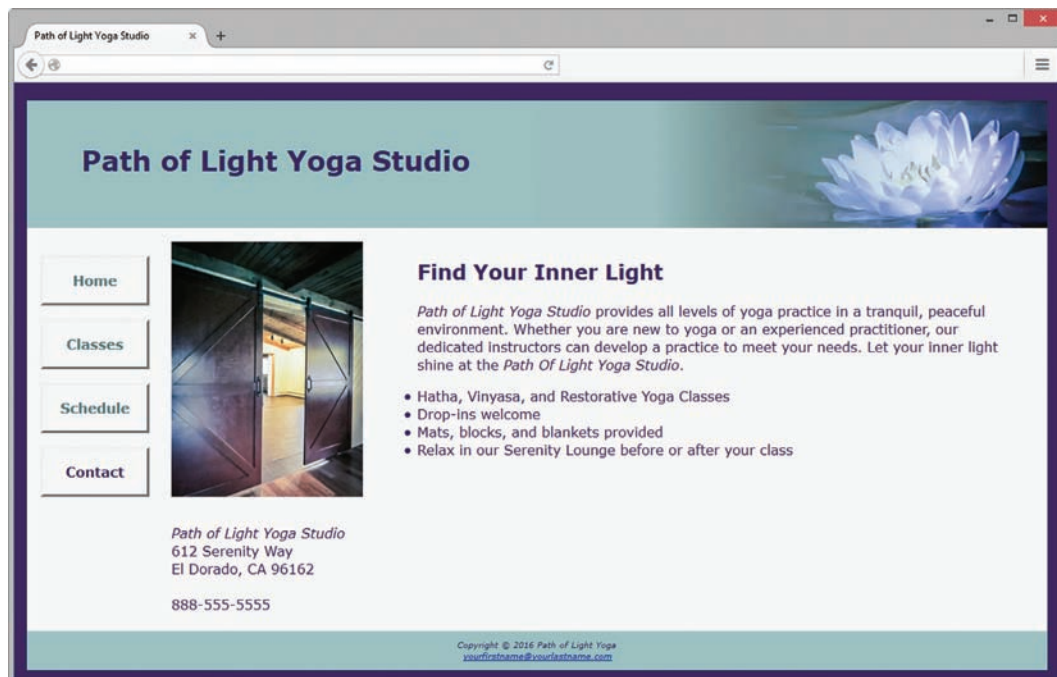 Path of Light Yoga Studio
Path of Light Yoga Studio
Home
Classes
Schedule
Contact
Path of Light Yoga Studio
612 Serenity Way
El Dorado, CA 96162
888-555-5555
Find Your Inner Light
Path of Light Yoga Studio provides all levels of yoga practice in a tranquil, peaceful
environment. Whether you are new to yoga or an experienced practitioner, our
dedicated instructors can develop a practice to meet your needs. Let your inner light
shine at the Path Of Light Yoga Studio.
• Hatha, Vinyasa, and Restorative Yoga Classes
• Drop-ins welcome
• Mats, blocks, and blankets provided
• Relax in our Serenity Lounge before or after your class
Copyright © 2016 Path of Light Yoga
yourfirstname@yourlastname.com